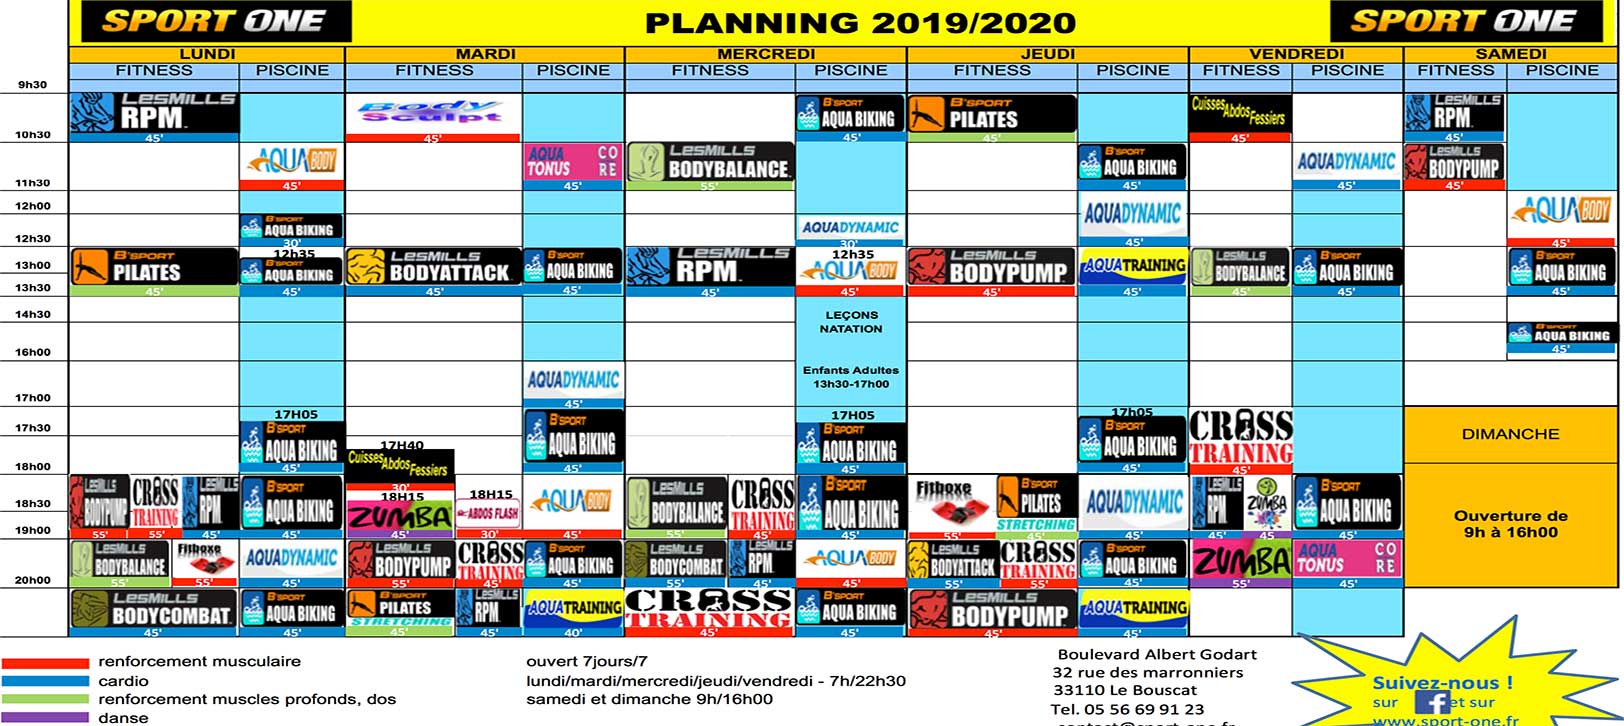 SPORT ONE PLANNING 2019/2020 SPORT ONE
LUNDI MARDI MERCREDI JEUDI VENDREDI SAMEDI
FITNESS PISCINE FITNESS PISCINE FITNESS PISCINE FITNESS PISCINE FITNESS PISCINE FITNESS PISCINE
9h30
LESMILLS RPM 45' Body Sculpt 45' B'SPORT AQUA BIKING 45' B'SPORT PILATES 45' Cuisses Abdos Fessiers 45' LESMILLS RPM 45'
10h30
AQUA BODY 45' AQUA TONUS CORE 45' LESMILLS BODYBALANCE 55' B'SPORT AQUA BIKING 45' AQUADYNAMIC 45' LESMILLS BODYPUMP 45'
11h30
12h00
B'SPORT AQUA BIKING 30' AQUADYNAMIC 30' AQUADYNAMIC 45' AQUA BODY 45'
12h30
12h35 12h35
B'SPORT PILATES 45' B'SPORT AQUA BIKING 45' LESMILLS BODYATTACK 45' B'SPORT AQUA BIKING 45' LESMILLS RPM 45' AQUA BODY 45' LESMILLS BODYPUMP 45' AQUATRAINING 45' LESMILLS BODYBALANCE 45' B'SPORT AQUA BIKING 45' B'SPORT AQUA BIKING 45'
13h00
13h30
14h30
LEÇONS
NATATION
B'SPORT AQUA BIKING 45'
16h00
Enfants Adultes
13h30-17h00
AQUADYNAMIC 45'
17h00
17H05 17H05 17h05
B'SPORT AQUA BIKING 45' B'SPORT AQUA BIKING 45' B'SPORT AQUA BIKING 45' B'SPORT AQUA BIKING 45' CROSS TRAINING 45'
17h30
DIMANCHE
17H40
Cuisses Abdos Fessiers 30'
18h00
LESMILLS BODYPUMP 55' CROSS TRAINING 55' LESMILLS RPM 45' B'SPORT AQUA BIKING 45' 18H15 ZUMBA 45' 18H15 ABDOS FLASH 30' AQUA BODY 45' LESMILLS BODYBALANCE 55' CROSS TRAINING 45' B'SPORT AQUA BIKING 45' Fitboxe 55' B'SPORT PILATES STRETCHING 45' AQUADYNAMIC 45' LESMILLS RPM 45' ZUMBA 45' B'SPORT AQUA BIKING 45'
18h30
Ouverture de
9h à 16h00
19h00
LESMILLS BODYBALANCE 55' Fitboxe 55' AQUADYNAMIC 45' LESMILLS BODYPUMP 55' CROSS TRAINING 45' B'SPORT AQUA BIKING 45' LESMILLS BODYCOMBAT 55' LESMILLS RPM 45' AQUA BODY 45' LESMILLS BODYATTACK 55' CROSS TRAINING 55' B'SPORT AQUA BIKING 45' ZUMBA 55' AQUA TONUS CORE 45'
20h00
LESMILLS BODYCOMBAT 45' B'SPORT AQUA BIKING 45' B'SPORT PILATES STRETCHING 45' LESMILLS RPM 45' AQUATRAINING 40' CROSS TRAINING 45' B'SPORT AQUA BIKING 45' LESMILLS BODYPUMP 45' AQUATRAINING 45'
renforcement musculaire
cardio
renforcement muscles profonds, dos
danse
ouvert 7jours/7
lundi/mardi/mercredi/jeudi/vendredi - 7h/22h30
samedi et dimanche 9h/16h00
Boulevard Albert Godart
32 rue des marronniers
33110 Le Bouscat
Tel. 05 56 69 91 23
contact@sport-one.fr
Suivez-nous !
sur f et sur
www.sport-one.fr